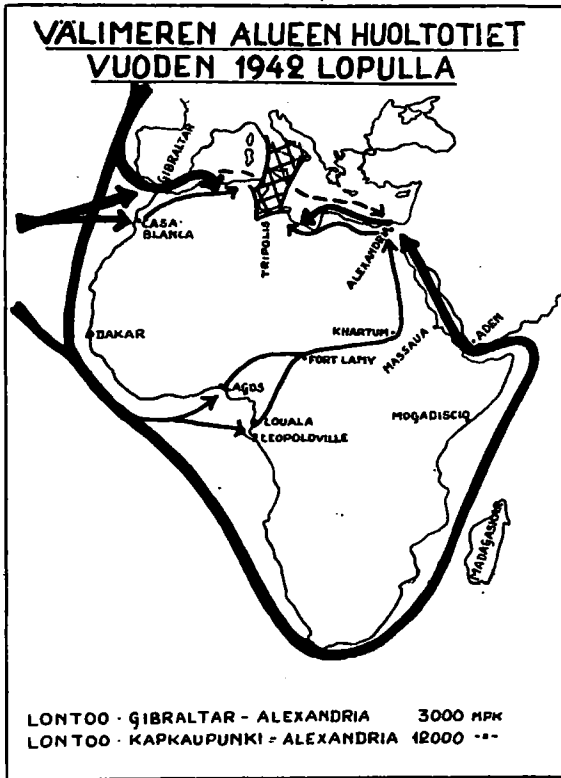 VÄLIMEREN ALUEEN HUOLTOTIET
VUODEN 1942 LOPULLA
GIBRALTAR
CASA-
BLANCA
TRIPOLIS
ALEXANDRIA
DAKAR
KHARTUM
MASSAUA
ADEN
FORT LAMY
LAGOS
LOUALA
LEOPOLDVILLE
MOGADISCIO
MADAGASKAR
LONTOO - GIBRALTAR - ALEXANDRIA 3000 MPK
LONTOO - KAPKAUPUNKI = ALEXANDRIA 12000 -"-